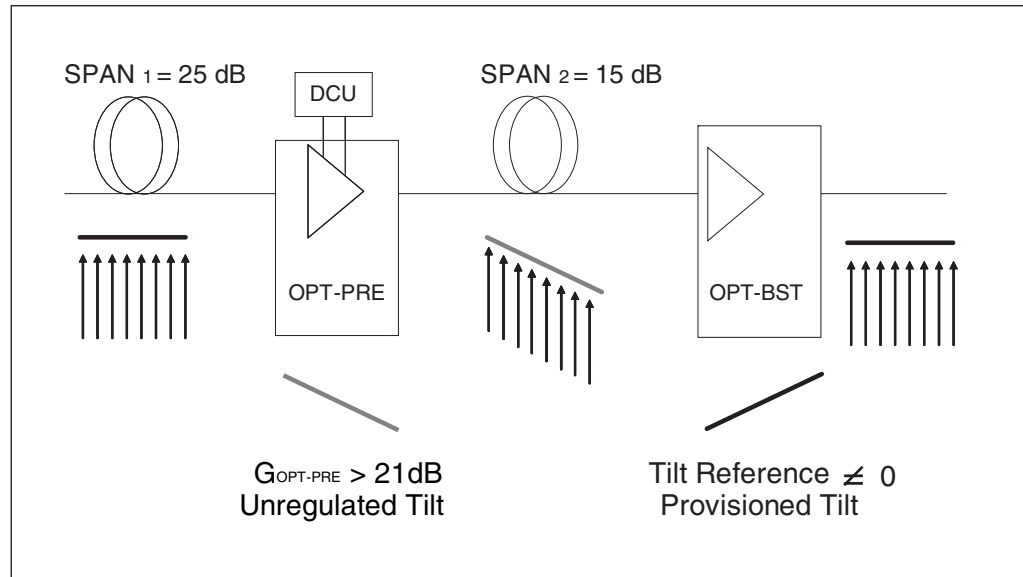 SPAN 1 = 25 dB
SPAN 2 = 15 dB
DCU
OPT-PRE
OPT-BST
GOPT-PRE > 21dB
Unregulated Tilt
Tilt Reference ≠ 0
Provisioned Tilt